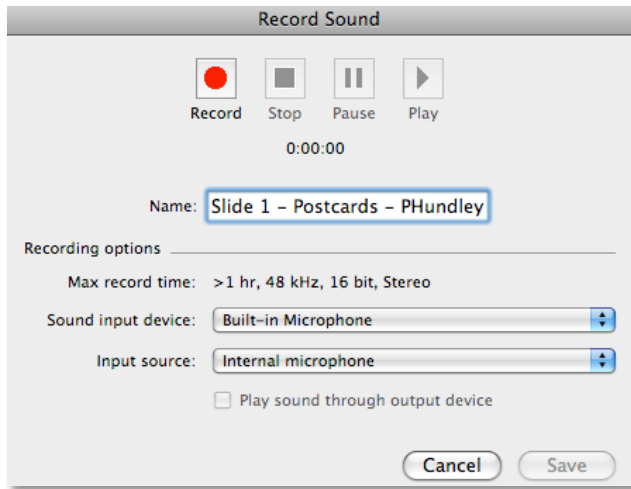 Record Sound
Record Stop Pause Play
0:00:00
Name: Slide 1 – Postcards – PHundley
Recording options
Max record time: >1 hr, 48 kHz, 16 bit, Stereo
Sound input device: Built-in Microphone
Input source: Internal microphone
Play sound through output device
Cancel Save